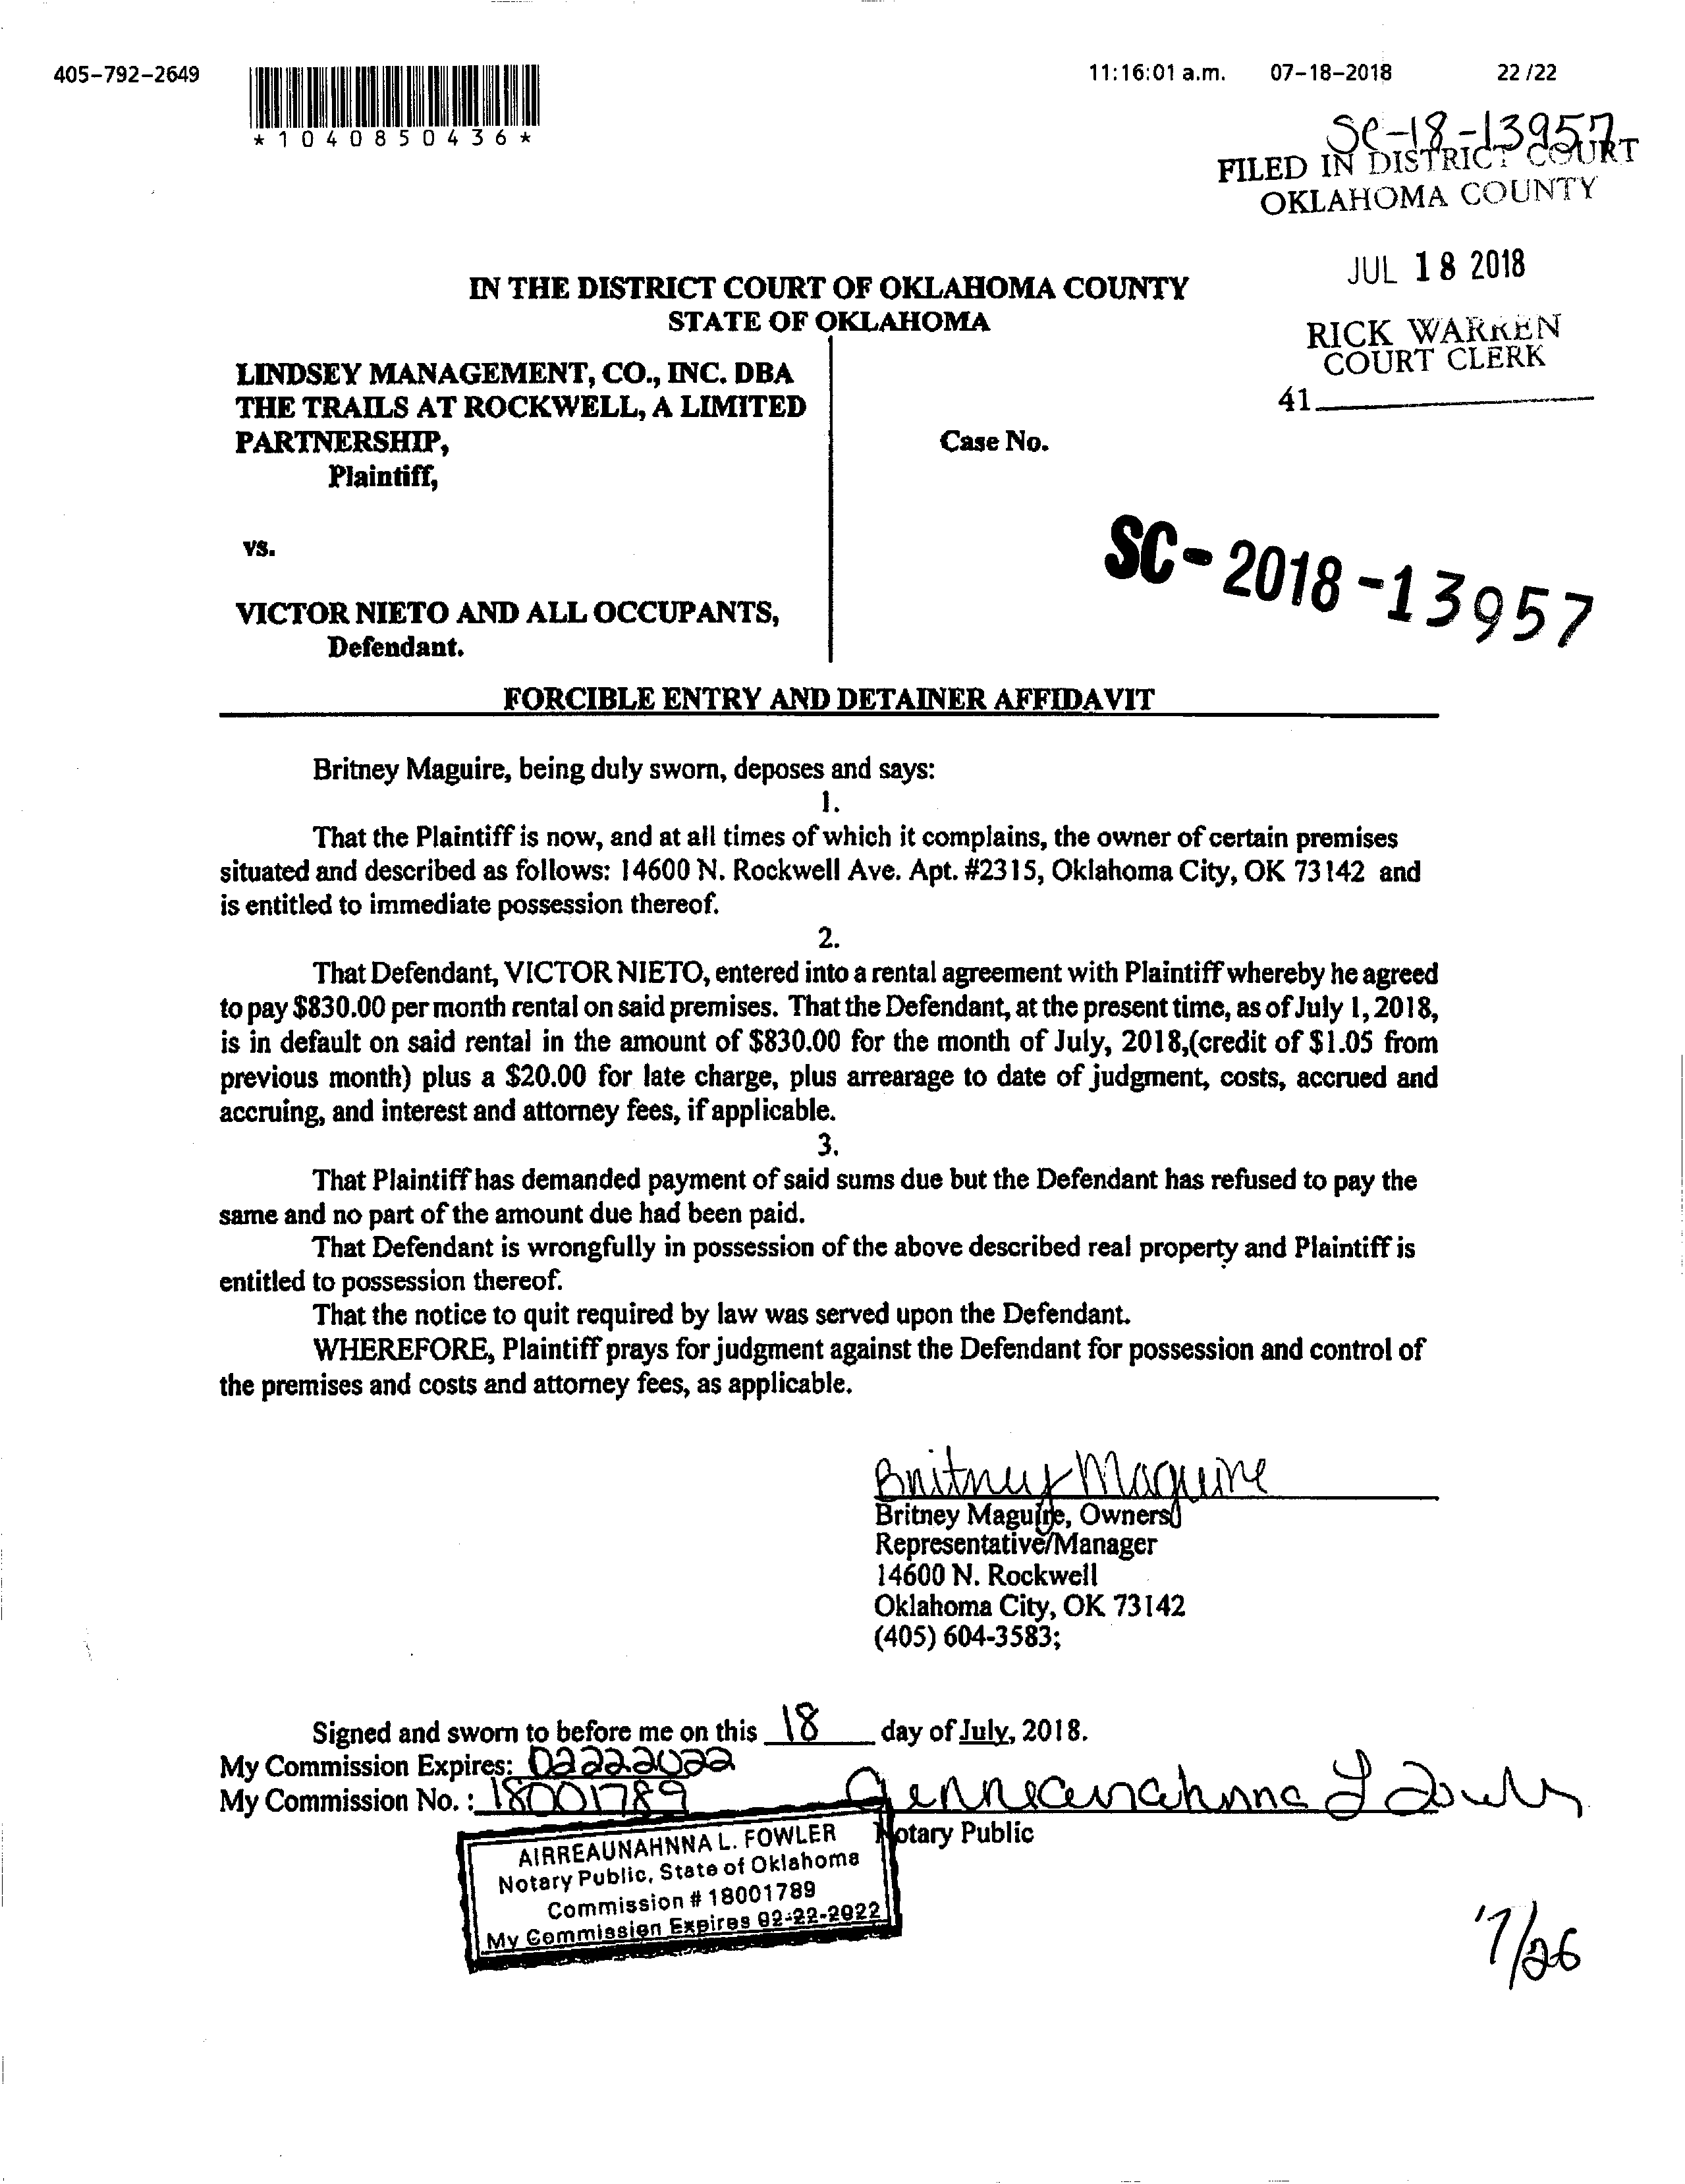 405-792-2649
*1040850436*
11:16:01 a.m. 07-18-2018 22/22
SC-18-13957
FILED IN DISTRICT COURT
OKLAHOMA COUNTY
JUL 18 2018
RICK WARREN
COURT CLERK
41
IN THE DISTRICT COURT OF OKLAHOMA COUNTY
STATE OF OKLAHOMA
LINDSEY MANAGEMENT, CO., INC. DBA
THE TRAILS AT ROCKWELL, A LIMITED
PARTNERSHIP,
Plaintiff,
Case No.
vs.
SC-2018-13957
VICTOR NIETO AND ALL OCCUPANTS,
Defendant.
FORCIBLE ENTRY AND DETAINER AFFIDAVIT
Britney Maguire, being duly sworn, deposes and says:
1.
That the Plaintiff is now, and at all times of which it complains, the owner of certain premises
situated and described as follows: 14600 N. Rockwell Ave. Apt. #2315, Oklahoma City, OK 73142 and
is entitled to immediate possession thereof.
2.
That Defendant, VICTOR NIETO, entered into a rental agreement with Plaintiff whereby he agreed
to pay $830.00 per month rental on said premises. That the Defendant, at the present time, as of July 1, 2018,
is in default on said rental in the amount of $830.00 for the month of July, 2018,(credit of $1.05 from
previous month) plus a $20.00 for late charge, plus arrearage to date of judgment, costs, accrued and
accruing, and interest and attorney fees, if applicable.
3.
That Plaintiff has demanded payment of said sums due but the Defendant has refused to pay the
same and no part of the amount due had been paid.
That Defendant is wrongfully in possession of the above described real property and Plaintiff is
entitled to possession thereof.
That the notice to quit required by law was served upon the Defendant.
WHEREFORE, Plaintiff prays for judgment against the Defendant for possession and control of
the premises and costs and attorney fees, as applicable.
Britney Maguire
Britney Maguire, Owners
Representative/Manager
14600 N. Rockwell
Oklahoma City, OK 73142
(405) 604-3583;
Signed and sworn to before me on this 18 day of July, 2018.
My Commission Expires: 02222022
My Commission No. : 18001789
Notary Public
AIRREAUNAHNNA L. FOWLER
Notary Public, State of Oklahoma
Commission # 18001789
My Commission Expires 02-22-2022
7/26